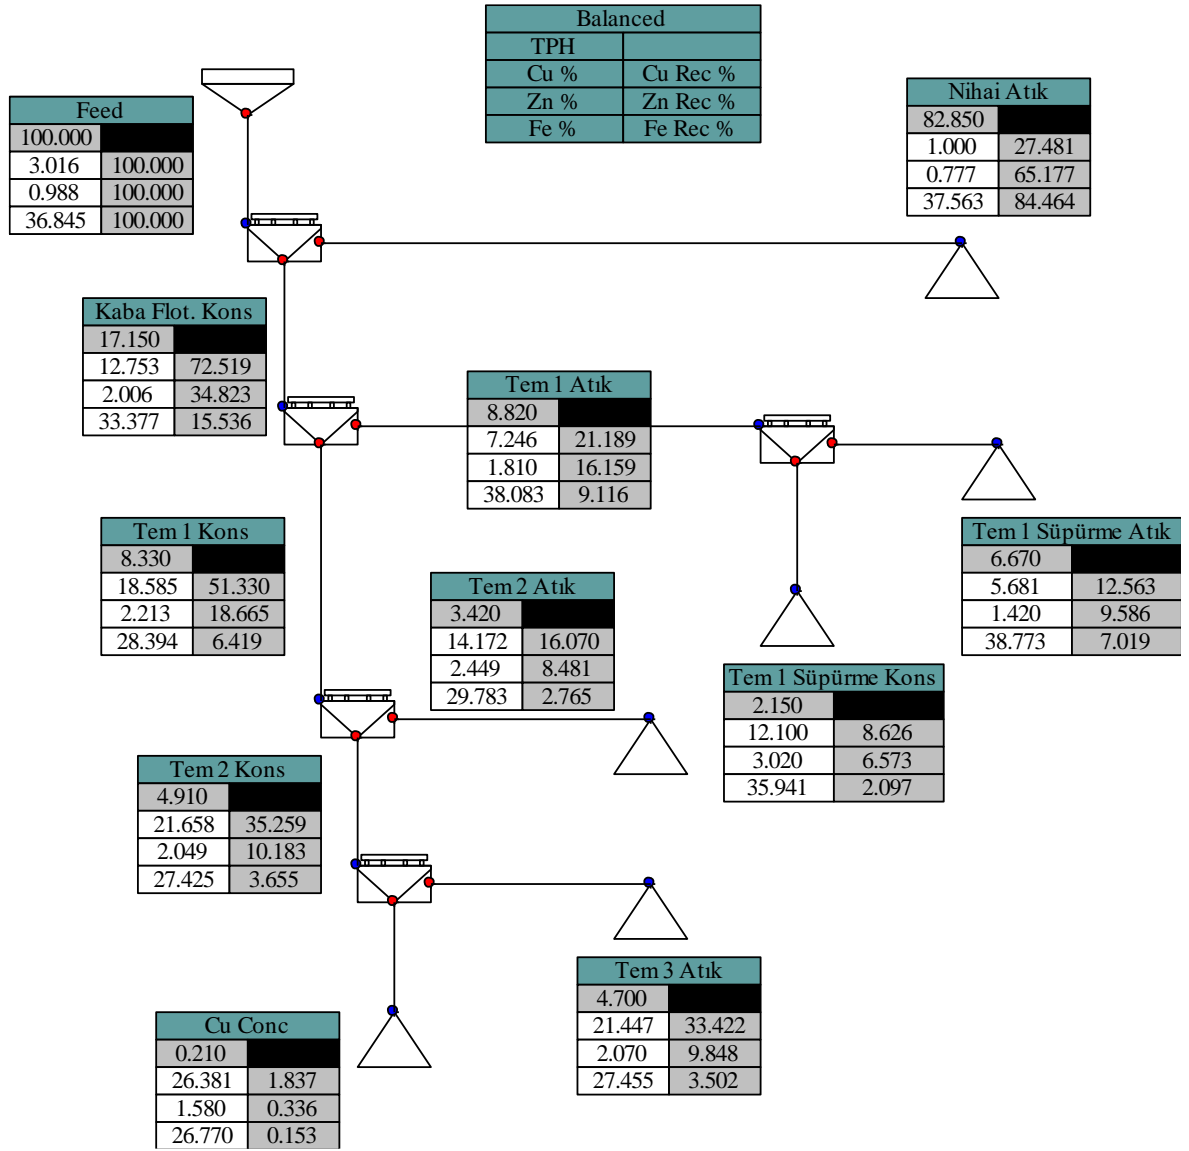 Balanced
TPH
Cu % Cu Rec %
Zn % Zn Rec %
Fe % Fe Rec %
Feed
100.000
3.016 100.000
0.988 100.000
36.845 100.000
Nihai Atık
82.850
1.000 27.481
0.777 65.177
37.563 84.464
Kaba Flot. Kons
17.150
12.753 72.519
2.006 34.823
33.377 15.536
Tem 1 Atık
8.820
7.246 21.189
1.810 16.159
38.083 9.116
Tem 1 Kons
8.330
18.585 51.330
2.213 18.665
28.394 6.419
Tem 1 Süpürme Atık
6.670
5.681 12.563
1.420 9.586
38.773 7.019
Tem 2 Atık
3.420
14.172 16.070
2.449 8.481
29.783 2.765
Tem 1 Süpürme Kons
2.150
12.100 8.626
3.020 6.573
35.941 2.097
Tem 2 Kons
4.910
21.658 35.259
2.049 10.183
27.425 3.655
Tem 3 Atık
4.700
21.447 33.422
2.070 9.848
27.455 3.502
Cu Conc
0.210
26.381 1.837
1.580 0.336
26.770 0.153